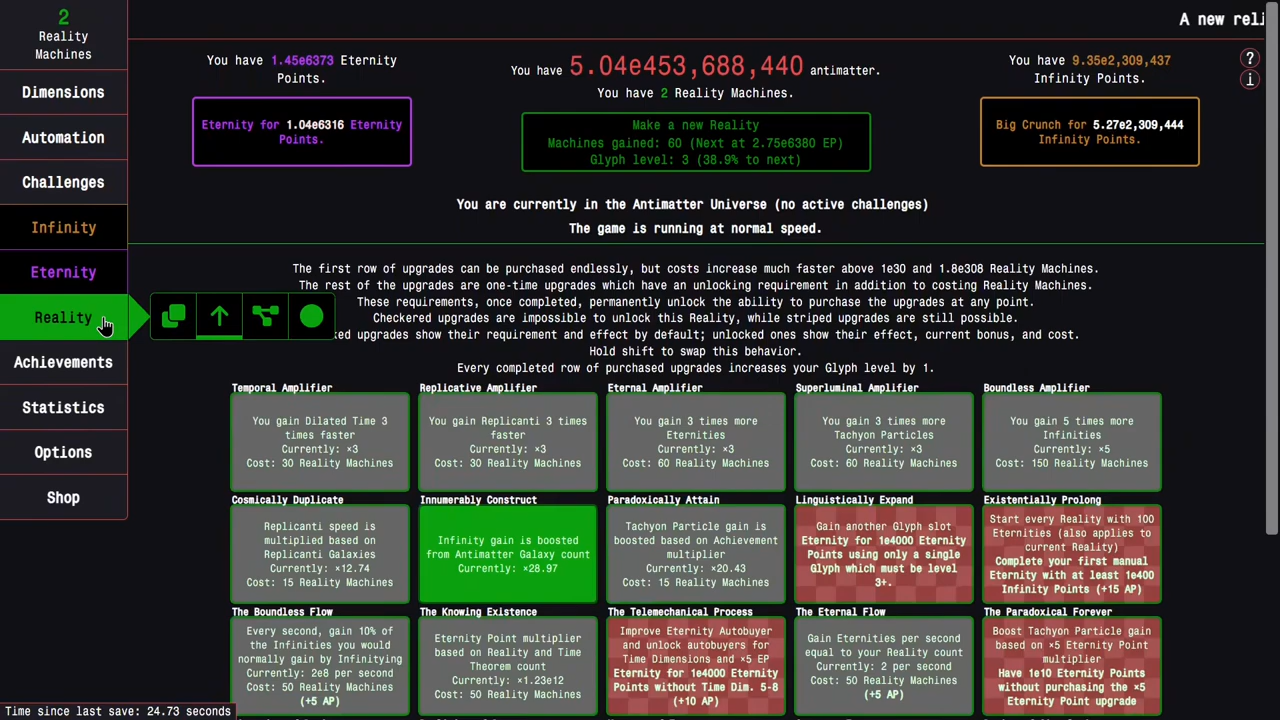 2
Reality
Machines
Dimensions
Automation
Challenges
Infinity
Eternity
Reality
Achievements
Statistics
Options
Shop
Time since last save: 24.73 seconds
A new reli
You have 1.45e6373 Eternity
Points.
Eternity for 1.04e6316 Eternity
Points.
You have 5.04e453,688,440 antimatter.
You have 2 Reality Machines.
Make a new Reality
Machines gained: 60 (Next at 2.75e6380 EP)
Glyph level: 3 (38.9% to next)
You have 9.35e2,309,437
Infinity Points.
Big Crunch for 5.27e2,309,444
Infinity Points.
?
i
You are currently in the Antimatter Universe (no active challenges)
The game is running at normal speed.
The first row of upgrades can be purchased endlessly, but costs increase much faster above 1e30 and 1.8e308 Reality Machines.
The rest of the upgrades are one-time upgrades which have an unlocking requirement in addition to costing Reality Machines.
These requirements, once completed, permanently unlock the ability to purchase the upgrades at any point.
Checkered upgrades are impossible to unlock this Reality, while striped upgrades are still possible.
ked upgrades show their requirement and effect by default; unlocked ones show their effect, current bonus, and cost.
Hold shift to swap this behavior.
Every completed row of purchased upgrades increases your Glyph level by 1.
Temporal Amplifier
You gain Dilated Time 3
times faster
Currently: ×3
Cost: 30 Reality Machines
Replicative Amplifier
You gain Replicanti 3 times
faster
Currently: ×3
Cost: 30 Reality Machines
Eternal Amplifier
You gain 3 times more
Eternities
Currently: ×3
Cost: 60 Reality Machines
Superluminal Amplifier
You gain 3 times more
Tachyon Particles
Currently: ×3
Cost: 60 Reality Machines
Boundless Amplifier
You gain 5 times more
Infinities
Currently: ×5
Cost: 150 Reality Machines
Cosmically Duplicate
Replicanti speed is
multiplied based on
Replicanti Galaxies
Currently: ×12.74
Cost: 15 Reality Machines
Innumerably Construct
Infinity gain is boosted
from Antimatter Galaxy count
Currently: ×28.97
Paradoxically Attain
Tachyon Particle gain is
boosted based on Achievement
multiplier
Currently: ×20.43
Cost: 15 Reality Machines
Linguistically Expand
Gain another Glyph slot
Eternity for 1e4000 Eternity
Points using only a single
Glyph which must be level
3+.
Existentially Prolong
Start every Reality with 100
Eternities (also applies to
current Reality)
Complete your first manual
Eternity with at least 1e400
Infinity Points (+15 AP)
The Boundless Flow
Every second, gain 10% of
the Infinities you would
normally gain by Infinitying
Currently: 2e8 per second
Cost: 50 Reality Machines
(+5 AP)
The Knowing Existence
Eternity Point multiplier
based on Reality and Time
Theorem count
Currently: ×1.23e12
Cost: 50 Reality Machines
The Telemechanical Process
Improve Eternity Autobuyer
and unlock autobuyers for
Time Dimensions and ×5 EP
Eternity for 1e4000 Eternity
Points without Time Dim. 5-8
(+10 AP)
The Eternal Flow
Gain Eternities per second
equal to your Reality count
Currently: 2 per second
Cost: 50 Reality Machines
(+5 AP)
The Paradoxical Forever
Boost Tachyon Particle gain
based on ×5 Eternity Point
multiplier
Have 1e10 Eternity Points
without purchasing the ×5
Eternity Point upgrade